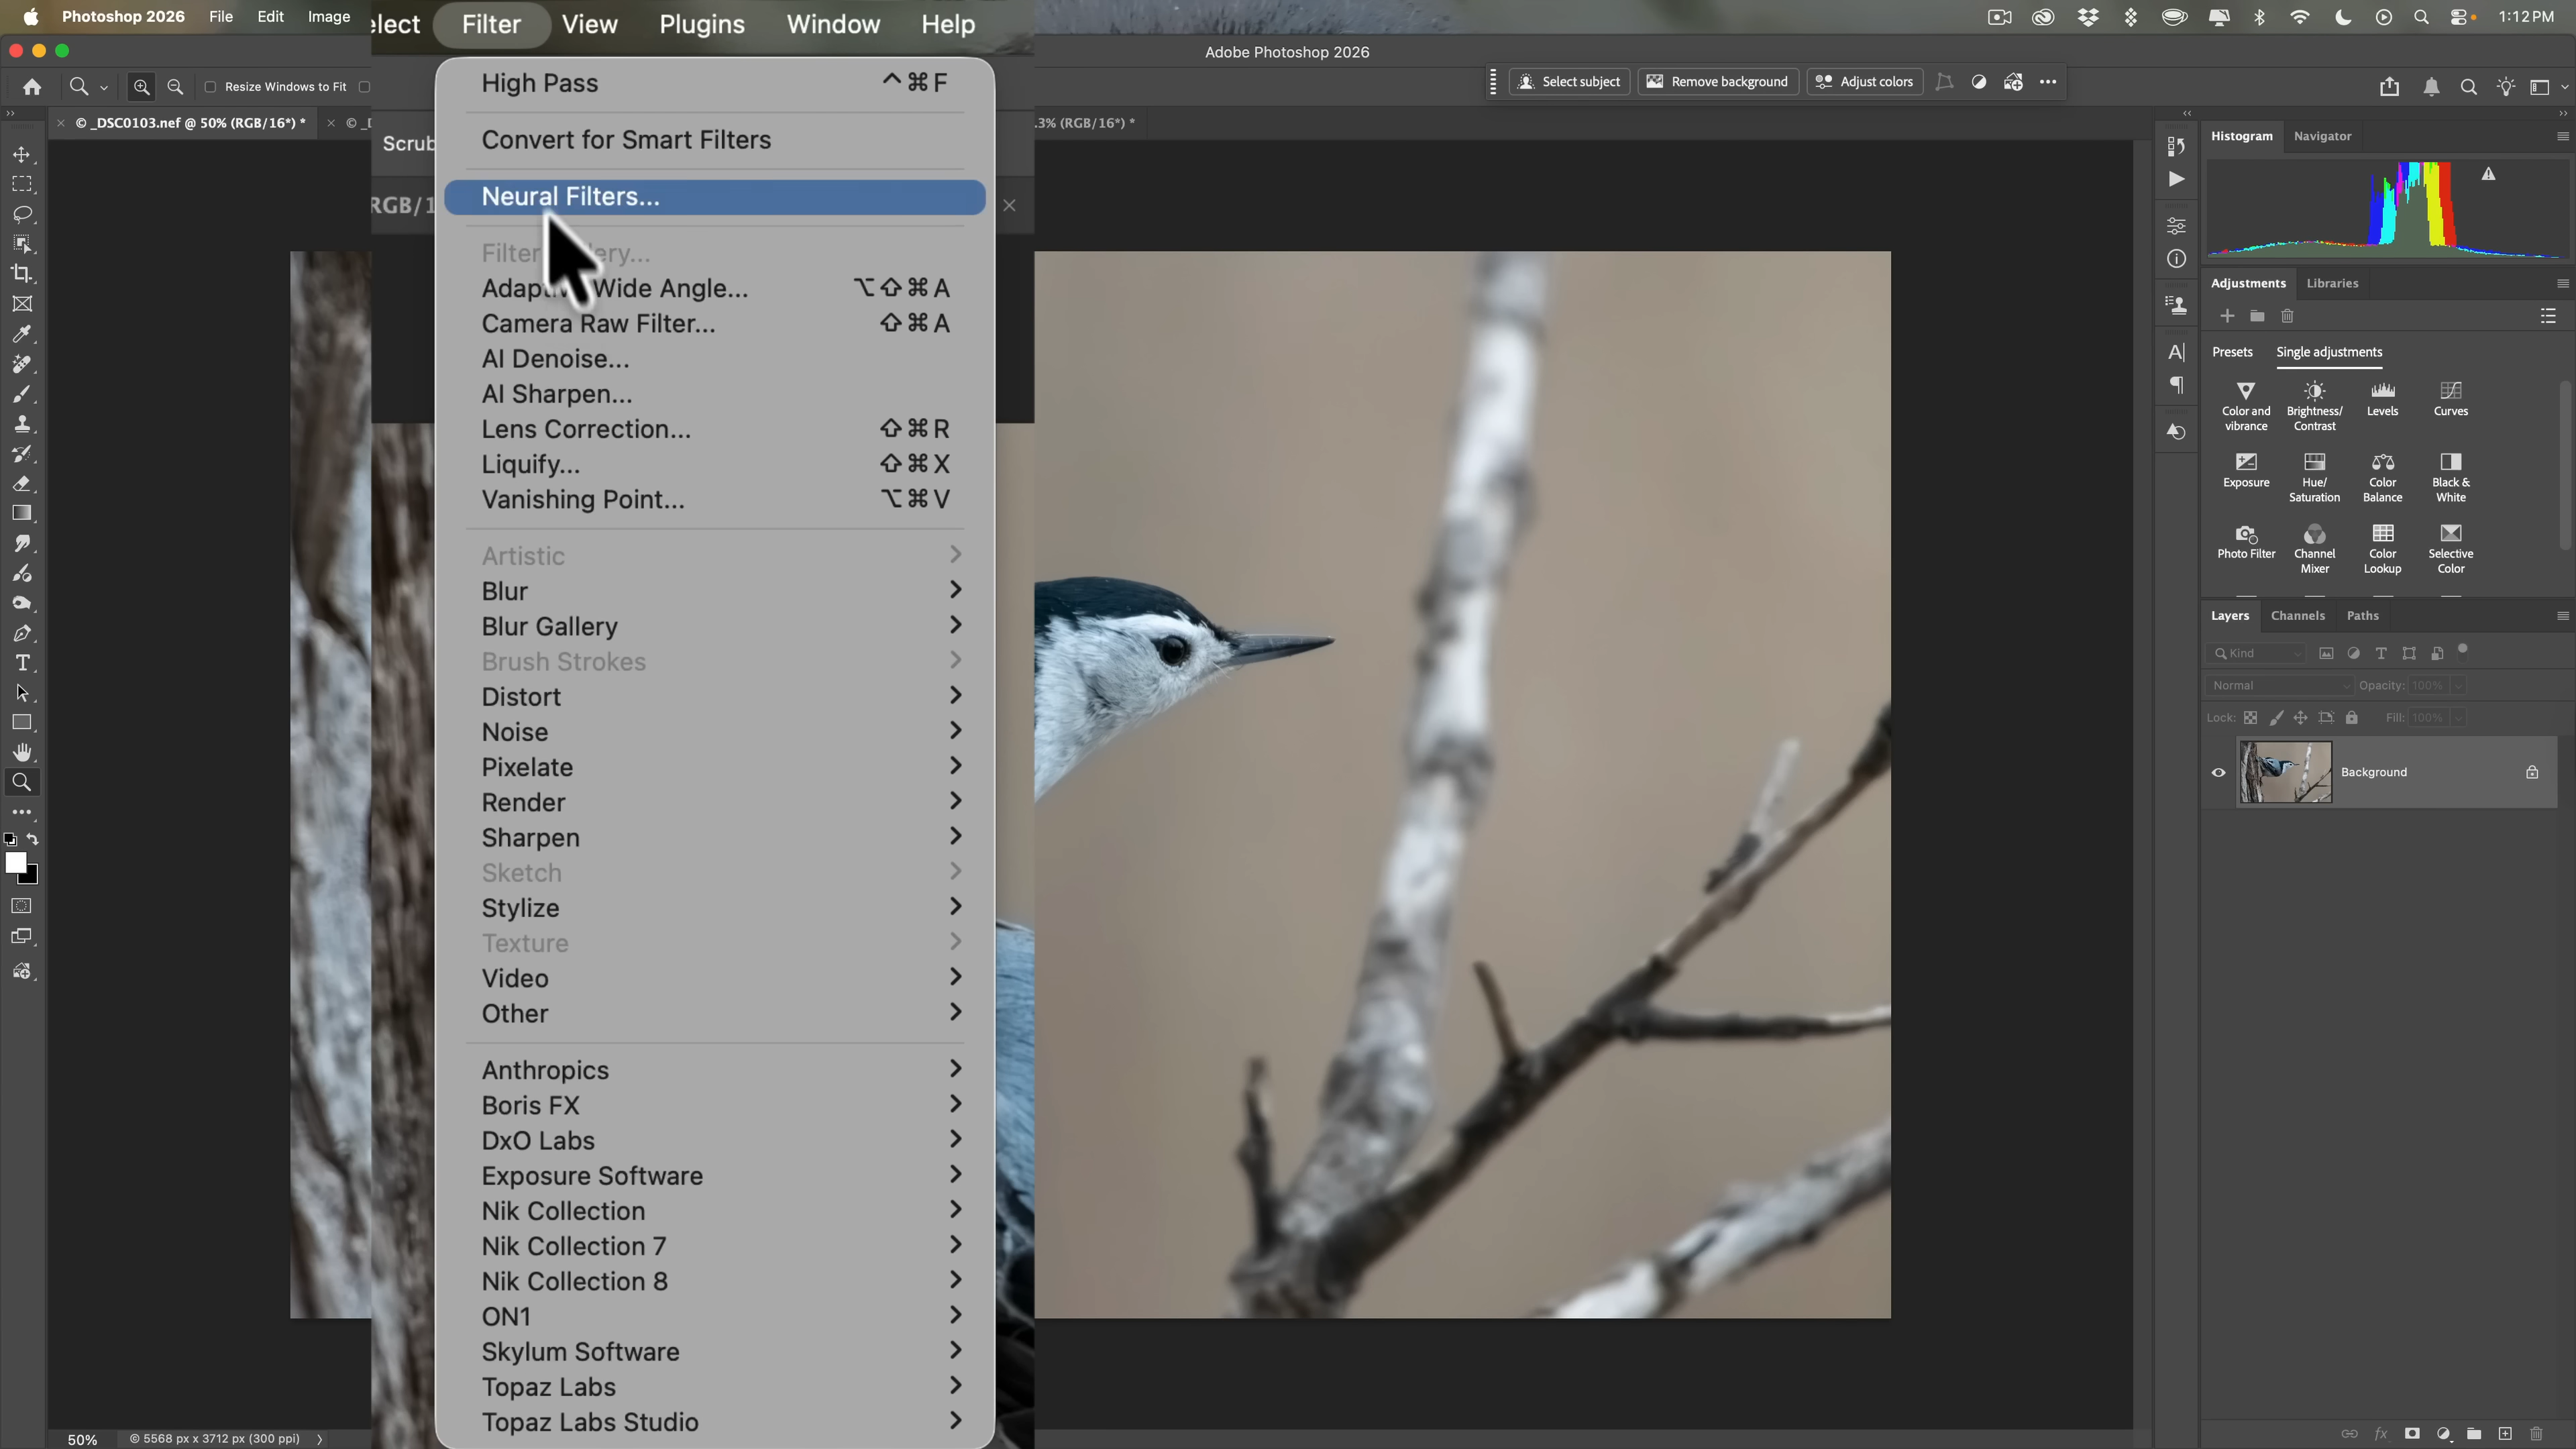 Photoshop 2026 File Edit Image
elect Filter View Plugins Window Help
1:12 PM
Adobe Photoshop 2026
Resize Windows to Fit
Scrub
Select subject Remove background Adjust colors
© _DSC0103.nef @ 50% (RGB/16*) *
.3% (RGB/16*) *
RGB/1
High Pass ^⌘F
Convert for Smart Filters
Neural Filters...
Adaptive Wide Angle... ⌥⇧⌘A
Camera Raw Filter... ⇧⌘A
AI Denoise...
AI Sharpen...
Lens Correction... ⇧⌘R
Liquify... ⇧⌘X
Vanishing Point... ⌥⌘V
Artistic
Blur
Blur Gallery
Brush Strokes
Distort
Noise
Pixelate
Render
Sharpen
Sketch
Stylize
Texture
Video
Other
Anthropics
Boris FX
DxO Labs
Exposure Software
Nik Collection
Nik Collection 7
Nik Collection 8
ON1
Skylum Software
Topaz Labs
Topaz Labs Studio
Histogram Navigator
Adjustments Libraries
Presets Single adjustments
Color and vibrance
Brightness/ Contrast
Levels
Curves
Exposure
Hue/ Saturation
Color Balance
Black & White
Photo Filter
Channel Mixer
Color Lookup
Selective Color
Layers Channels Paths
Kind
Normal Opacity: 100%
Lock: Fill: 100%
Background
50% © 5568 px x 3712 px (300 ppi)